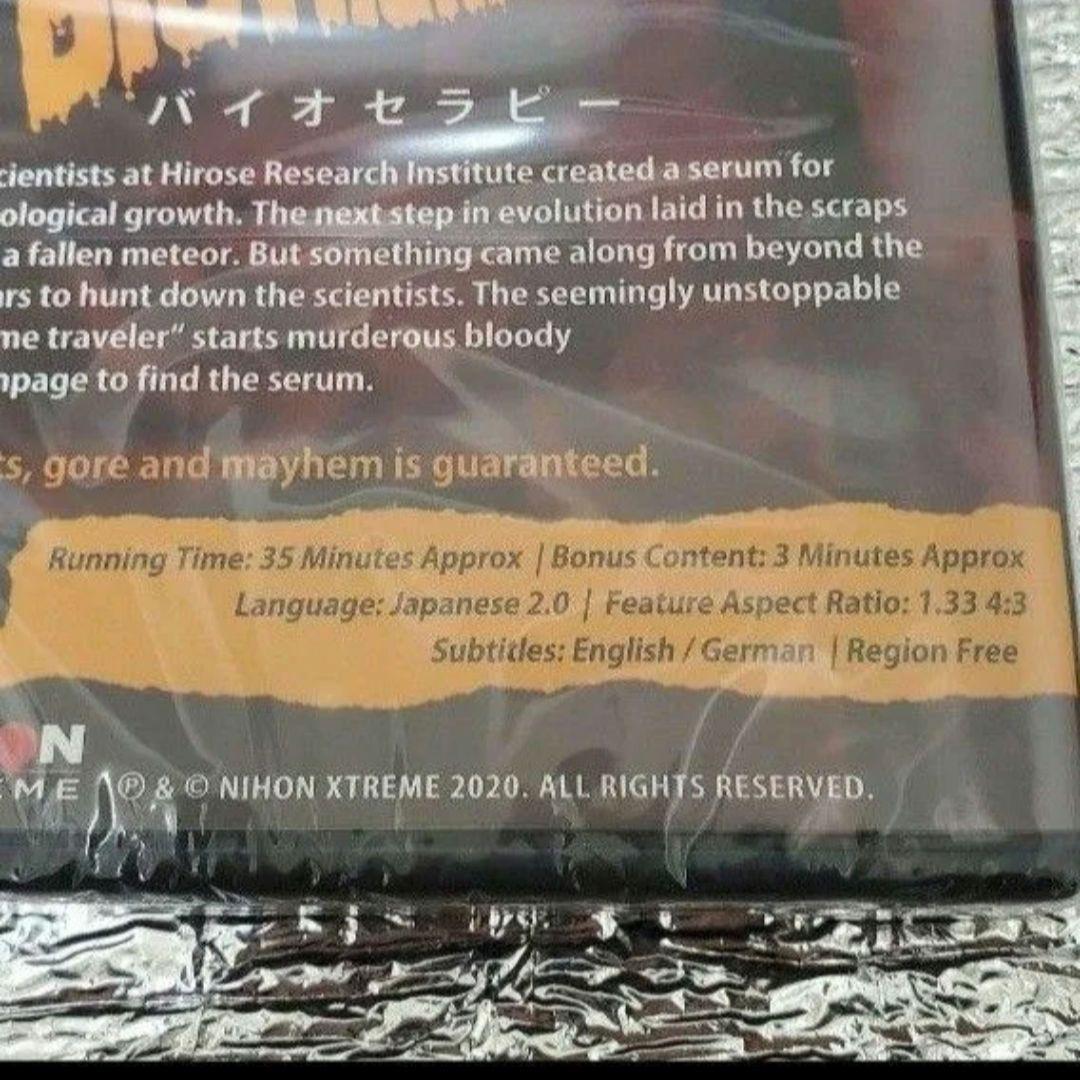 バイオセラピー
cientists at Hirose Research Institute created a serum for
ological growth. The next step in evolution laid in the scraps
a fallen meteor. But something came along from beyond the
rs to hunt down the scientists. The seemingly unstoppable
me traveler“ starts murderous bloody
page to find the serum.
s, gore and mayhem is guaranteed.
Running Time: 35 Minutes Approx | Bonus Content: 3 Minutes Approx
Language: Japanese 2.0 | Feature Aspect Ratio: 1.33 4:3
Subtitles: English / German | Region Free
N
EME ℗ & © NIHON XTREME 2020. ALL RIGHTS RESERVED.